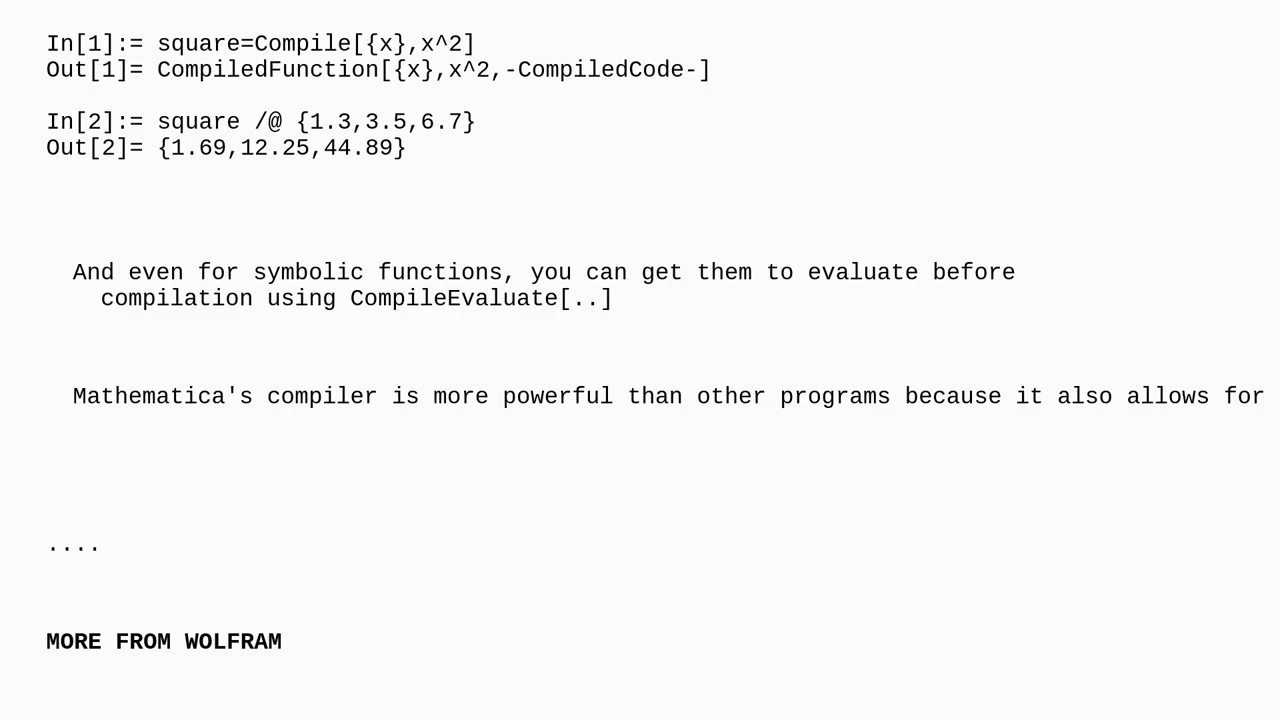 In[1]:= square=Compile[{x},x^2]
Out[1]= CompiledFunction[{x},x^2,-CompiledCode-]
In[2]:= square /@ {1.3,3.5,6.7}
Out[2]= {1.69,12.25,44.89}
And even for symbolic functions, you can get them to evaluate before
compilation using CompileEvaluate[..]
Mathematica's compiler is more powerful than other programs because it also allows for
....
MORE FROM WOLFRAM